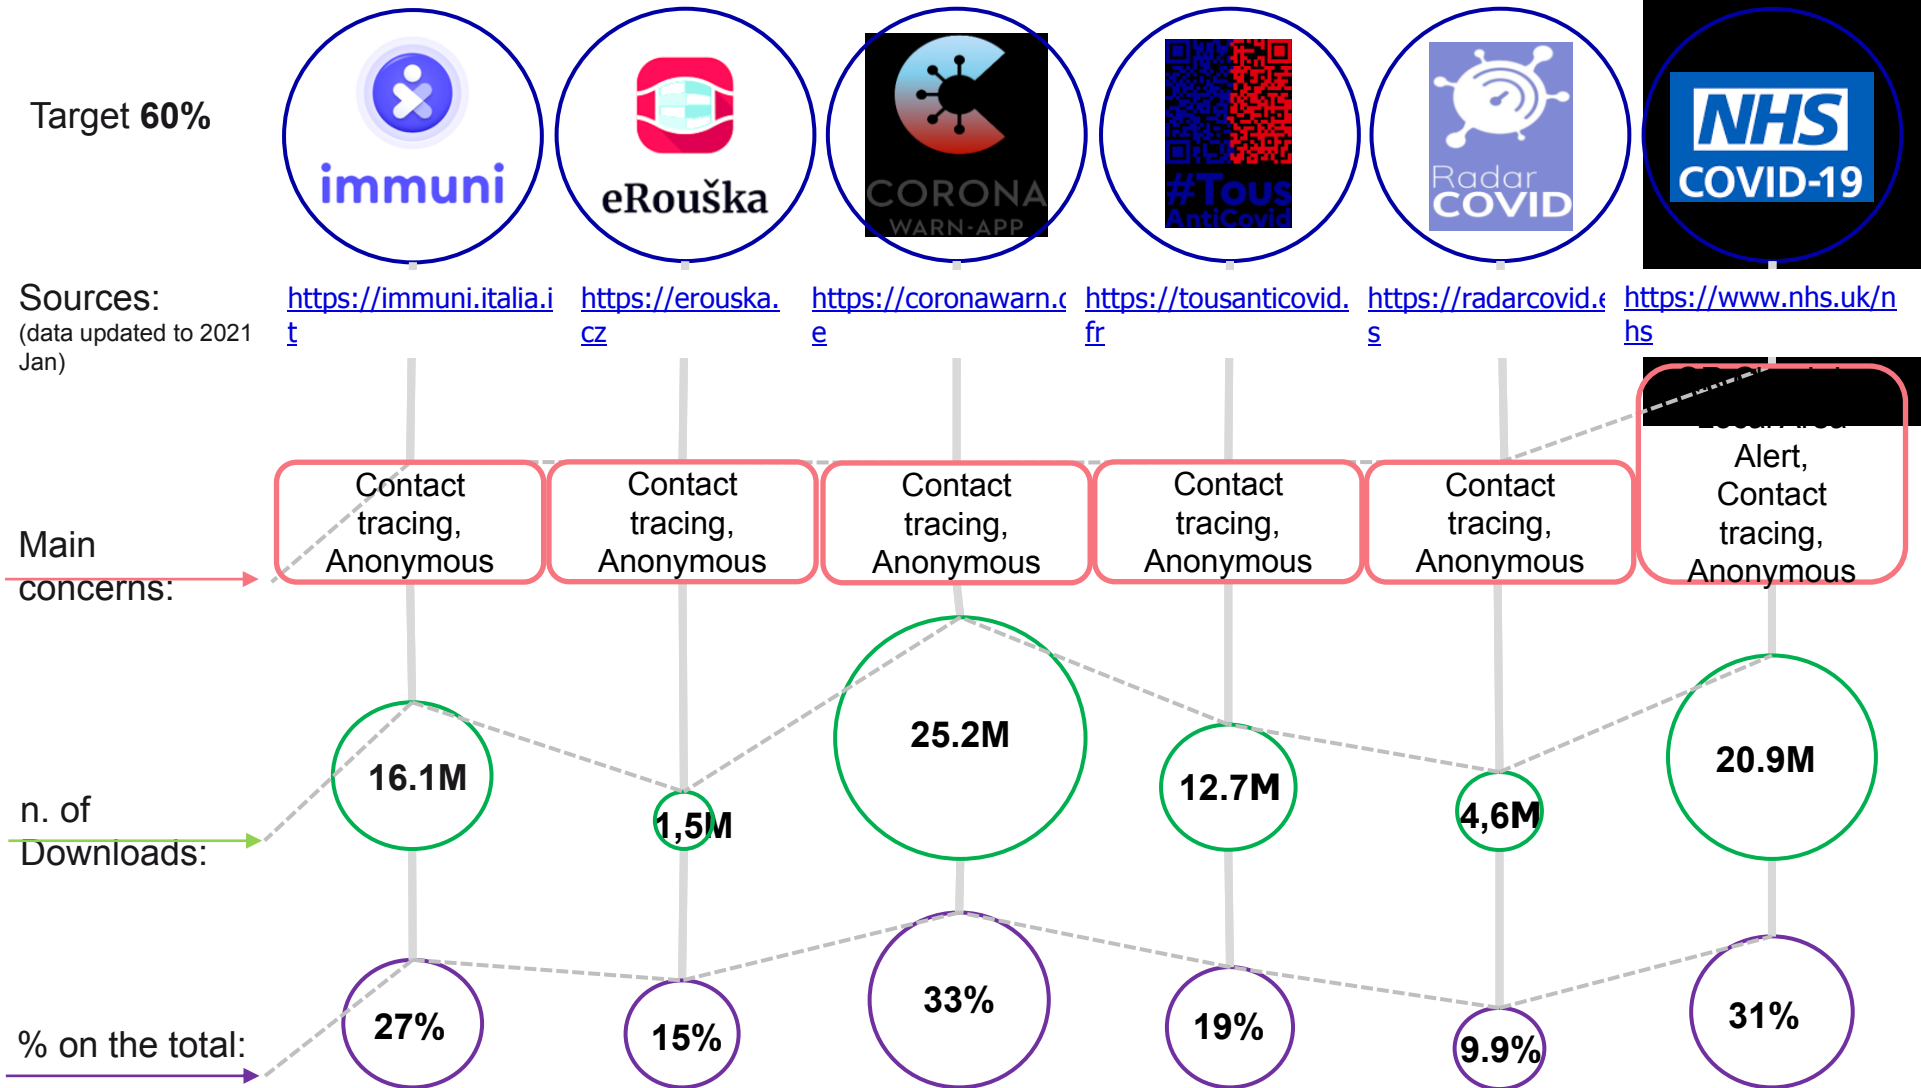 Target 60%
immuni
eRouška
CORONA
WARN-APP
#Tous
AntiCovid
Radar
COVID
NHS
COVID-19
Sources:
(data updated to 2021
Jan)
https://immuni.italia.i
t
https://erouska.
cz
https://coronawarn.d
e
https://tousanticovid.
fr
https://radarcovid.e
s
https://www.nhs.uk/n
hs
Main
concerns:
Contact
tracing,
Anonymous
Contact
tracing,
Anonymous
Contact
tracing,
Anonymous
Contact
tracing,
Anonymous
Contact
tracing,
Anonymous
Local Area
Alert,
Contact
tracing,
Anonymous
n. of
Downloads:
16.1M
1,5M
25.2M
12.7M
4,6M
20.9M
% on the total:
27%
15%
33%
19%
9.9%
31%